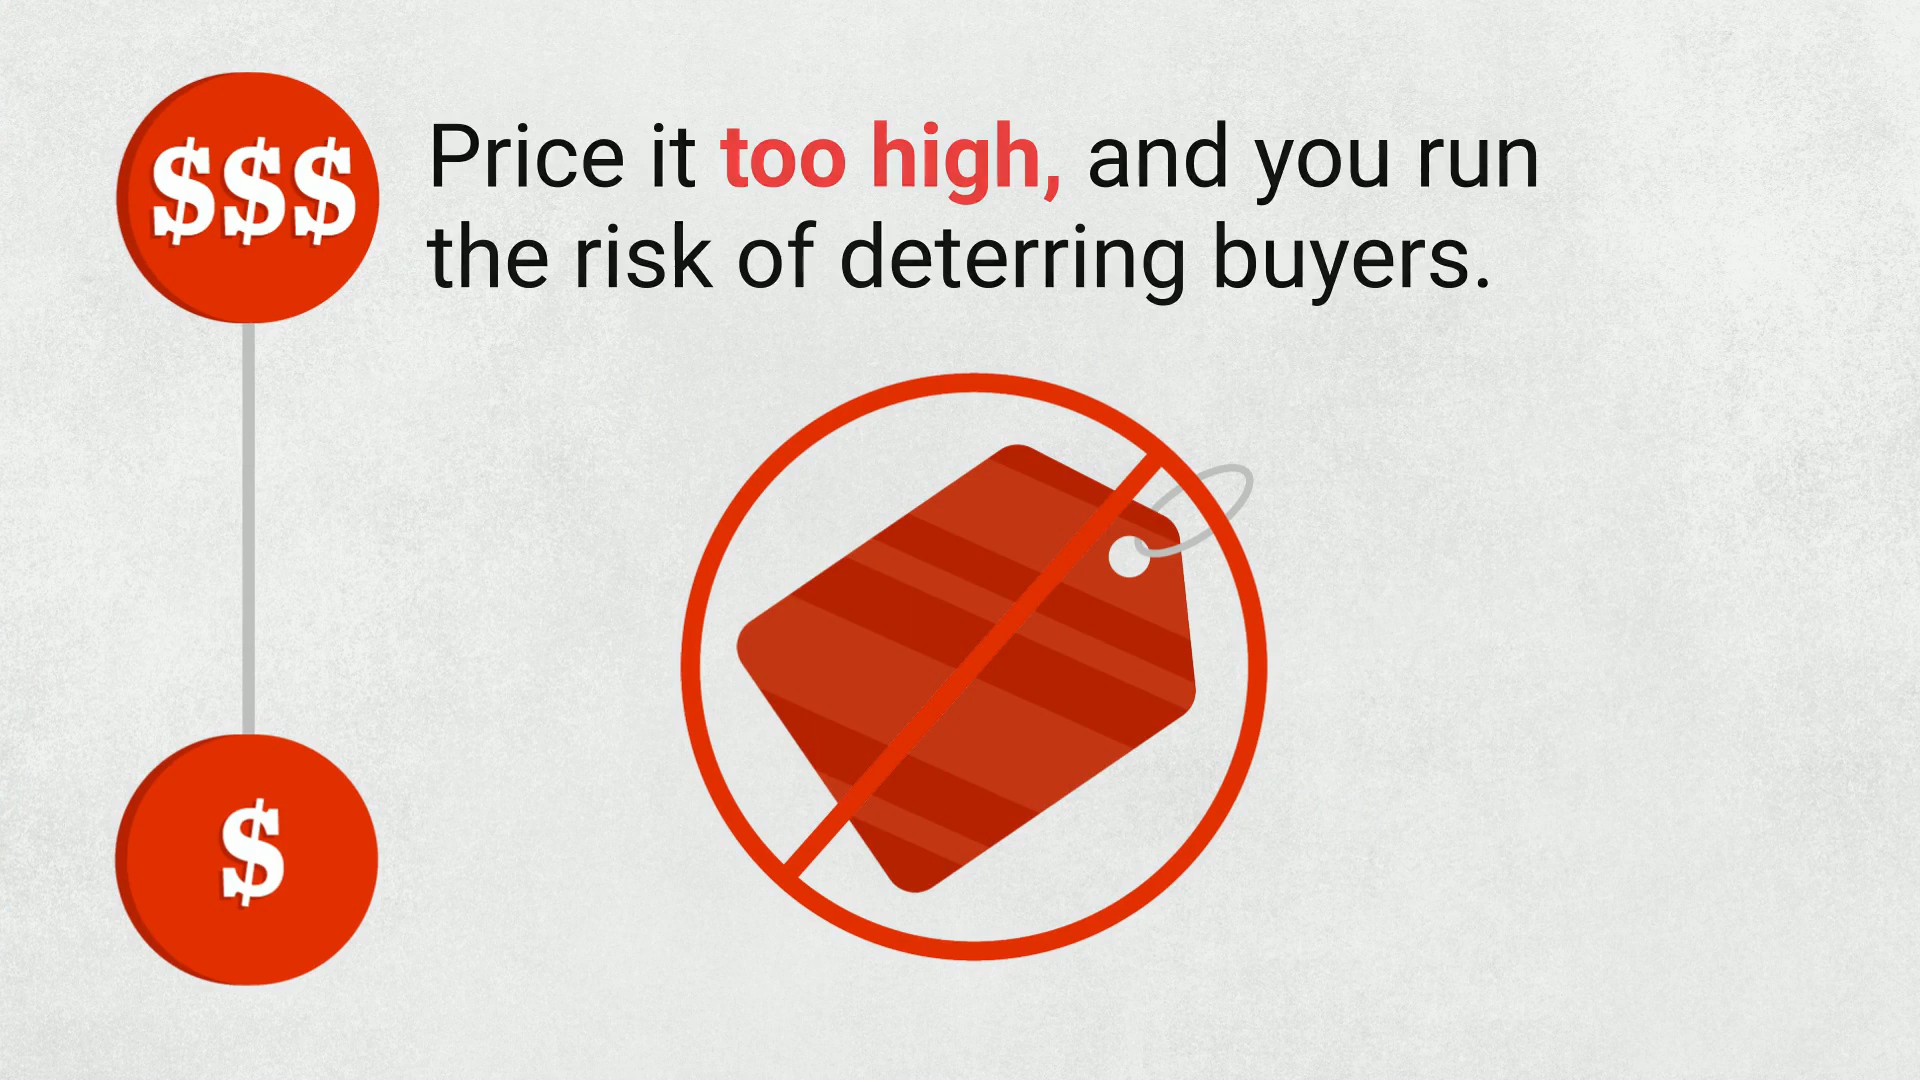 $$$
Price it too high, and you run
the risk of deterring buyers.
$